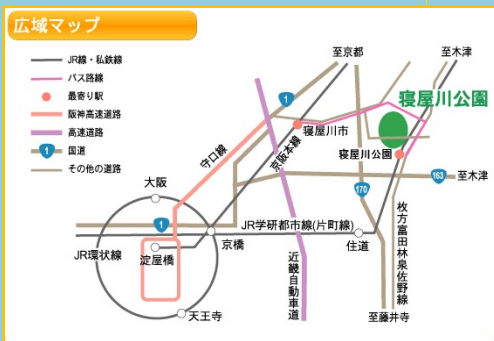 広域マップ
JR線・私鉄線
バス路線
最寄り駅
阪神高速道路
高速道路
1 国道
その他の道路
至京都
至木津
1
寝屋川公園
寝屋川市
京阪本線
守口線
寝屋川公園
163
至木津
170
大阪
1
JR学研都市線(片町線)
京橋
住道
JR環状線
淀屋橋
近畿自動車道
枚方富田林泉佐野線
天王寺
至藤井寺